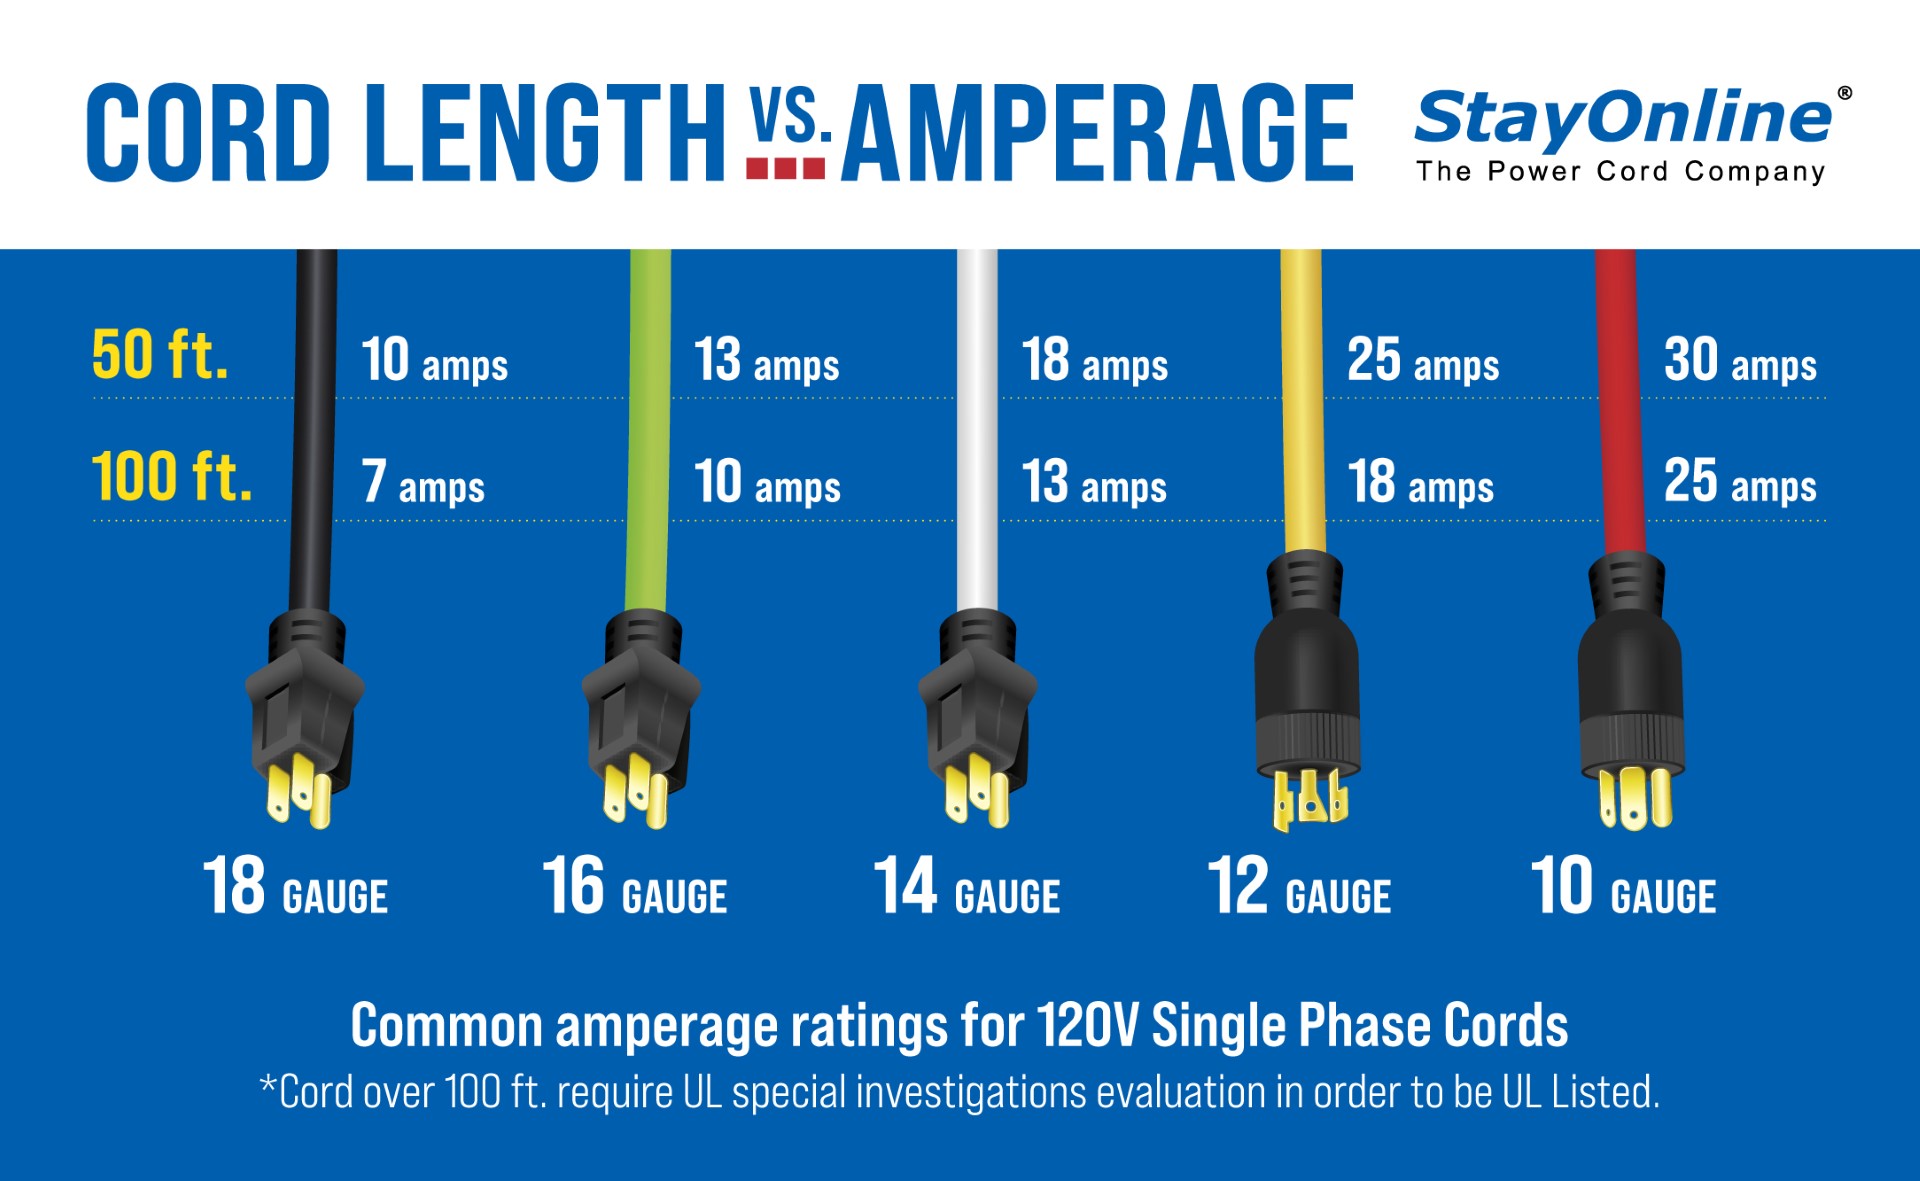 CORD LENGTH VS. AMPERAGE
StayOnline®
The Power Cord Company
50 ft. 10 amps 13 amps 18 amps 25 amps 30 amps
100 ft. 7 amps 10 amps 13 amps 18 amps 25 amps
18 GAUGE 16 GAUGE 14 GAUGE 12 GAUGE 10 GAUGE
Common amperage ratings for 120V Single Phase Cords
*Cord over 100 ft. require UL special investigations evaluation in order to be UL Listed.